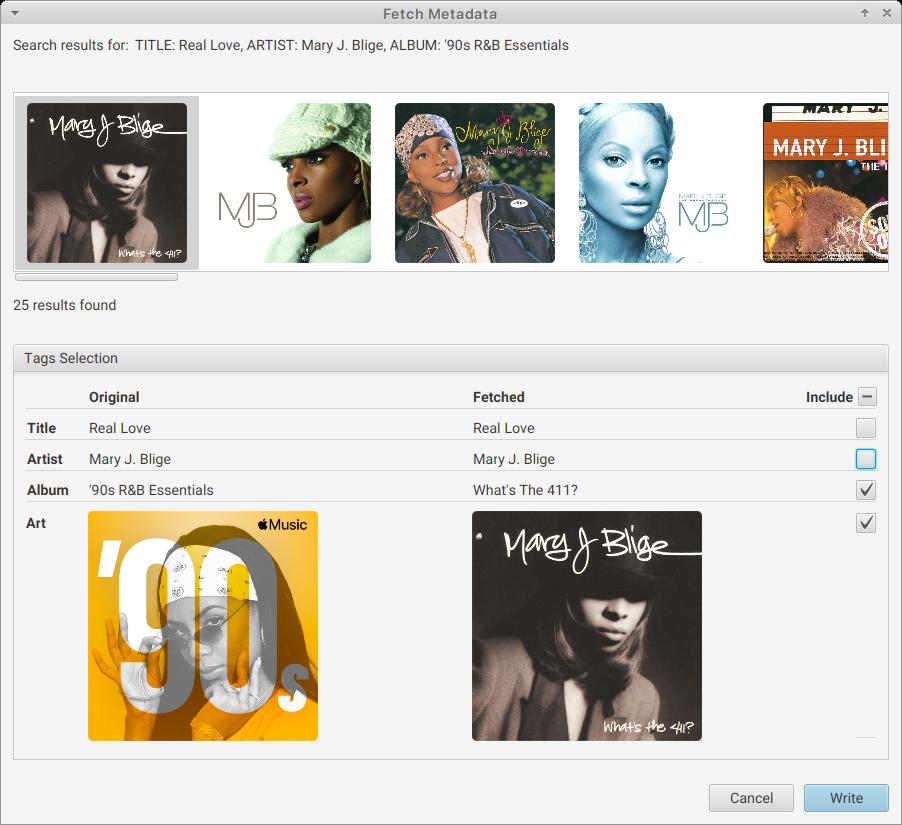 Fetch Metadata
Search results for: TITLE: Real Love, ARTIST: Mary J. Blige, ALBUM: '90s R&B Essentials
Mary J Blige
What's the 411?
MJB
Mary J. Blige
MARY J BLIGE
MJB
MARY J. BLI
THE T
25 results found
Tags Selection
Original Fetched Include
Title Real Love Real Love
Artist Mary J. Blige Mary J. Blige
Album '90s R&B Essentials What's The 411?
Art
Music
'90s
Mary J Blige
What's the 411?
Cancel Write